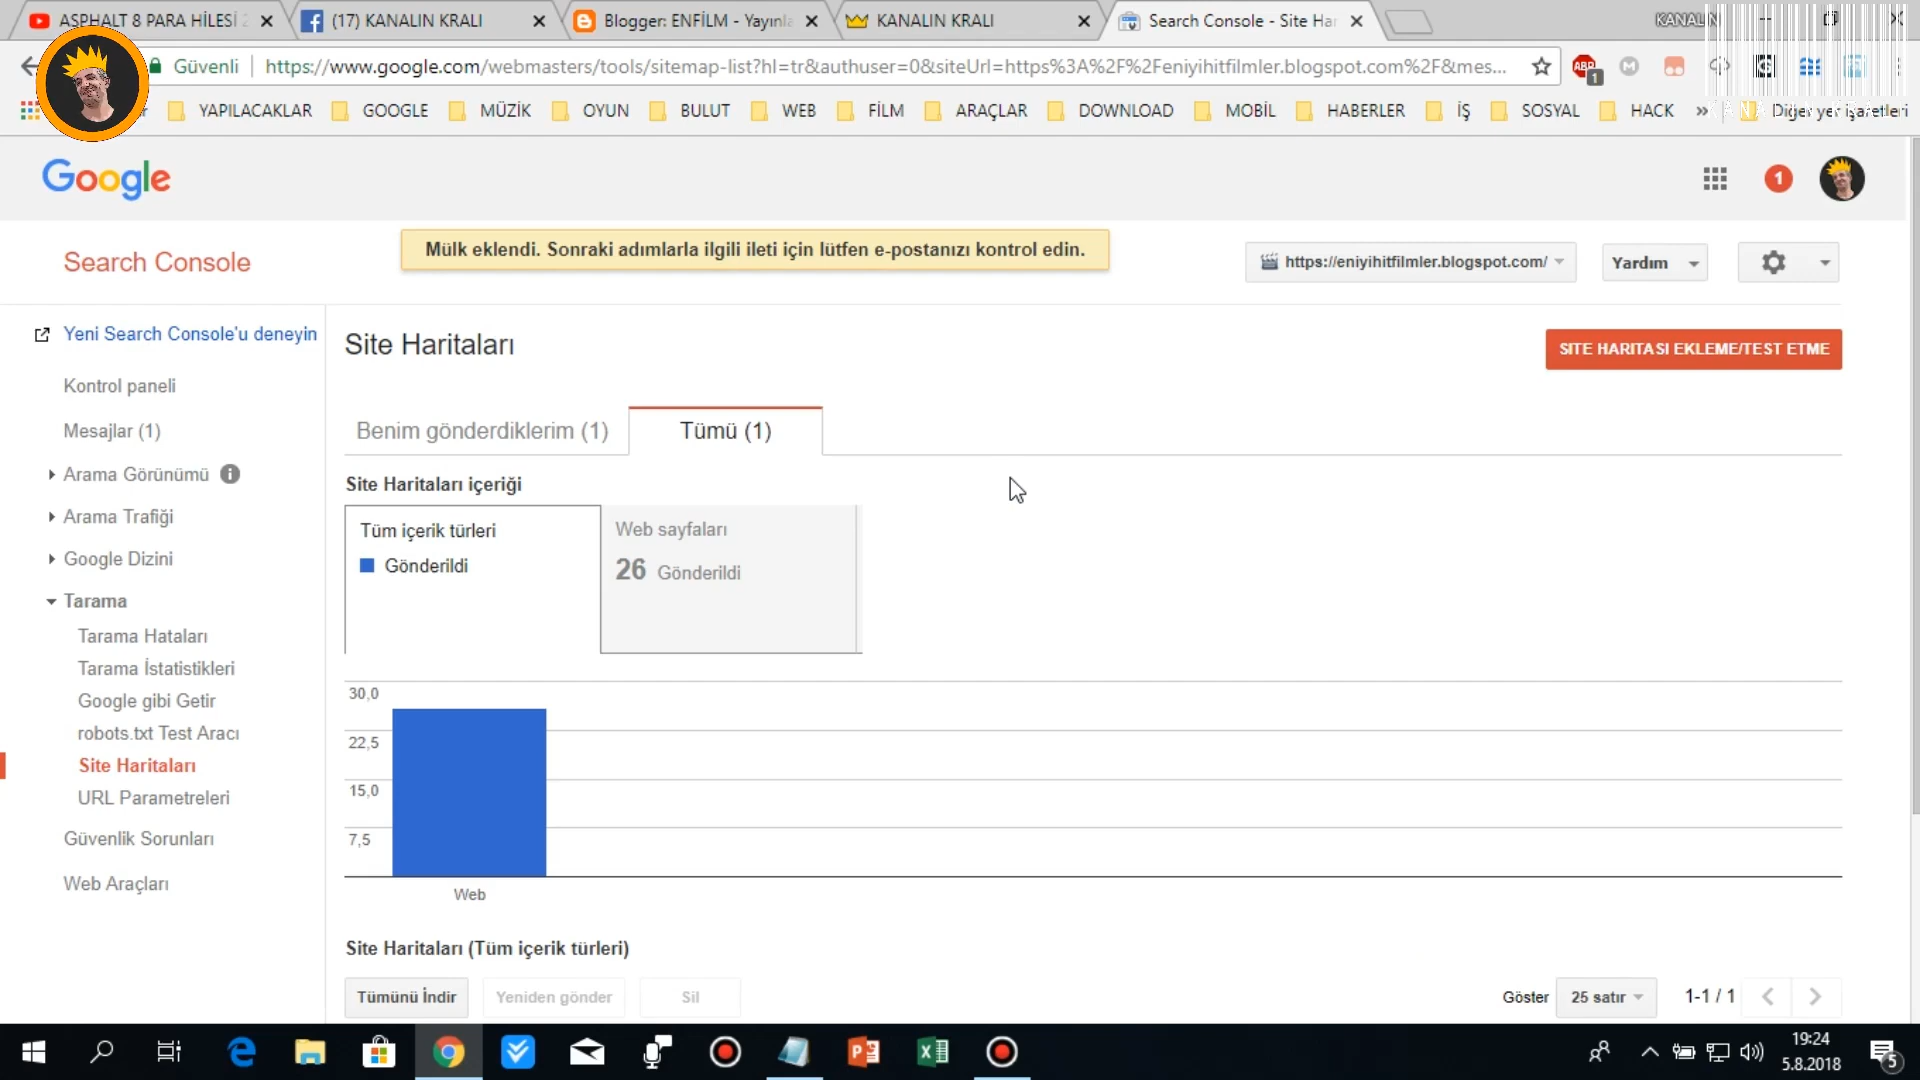 ASPHALT 8 PARA HİLESİ 2
(17) KANALIN KRALI
Blogger: ENFİLM - Yayınla
KANALIN KRALI
Search Console - Site Har
Güvenli
https://www.google.com/webmasters/tools/sitemap-list?hl=tr&authuser=0&siteUrl=https%3A%2F%2Feniyihitfilmler.blogspot.com%2F&mes...
ABP
1
YAPILACAKLAR
GOOGLE
MÜZİK
OYUN
BULUT
WEB
FİLM
ARAÇLAR
DOWNLOAD
MOBİL
HABERLER
İŞ
SOSYAL
HACK
»
Diğer yer işaretleri
Google
1
Search Console
Mülk eklendi. Sonraki adımlarla ilgili ileti için lütfen e-postanızı kontrol edin.
https://eniyihitfilmler.blogspot.com/
Yardım
Yeni Search Console'u deneyin
Kontrol paneli
Mesajlar (1)
Arama Görünümü
Arama Trafiği
Google Dizini
Tarama
Tarama Hataları
Tarama İstatistikleri
Google gibi Getir
robots.txt Test Aracı
Site Haritaları
URL Parametreleri
Güvenlik Sorunları
Web Araçları
Site Haritaları
SITE HARITASI EKLEME/TEST ETME
Benim gönderdiklerim (1)
Tümü (1)
Site Haritaları içeriği
Tüm içerik türleri
Gönderildi
Web sayfaları
26 Gönderildi
30,0
22,5
15,0
7,5
Web
Site Haritaları (Tüm içerik türleri)
Tümünü İndir
Yeniden gönder
Sil
Göster
25 satır
1-1 / 1
19:24
5.8.2018
5